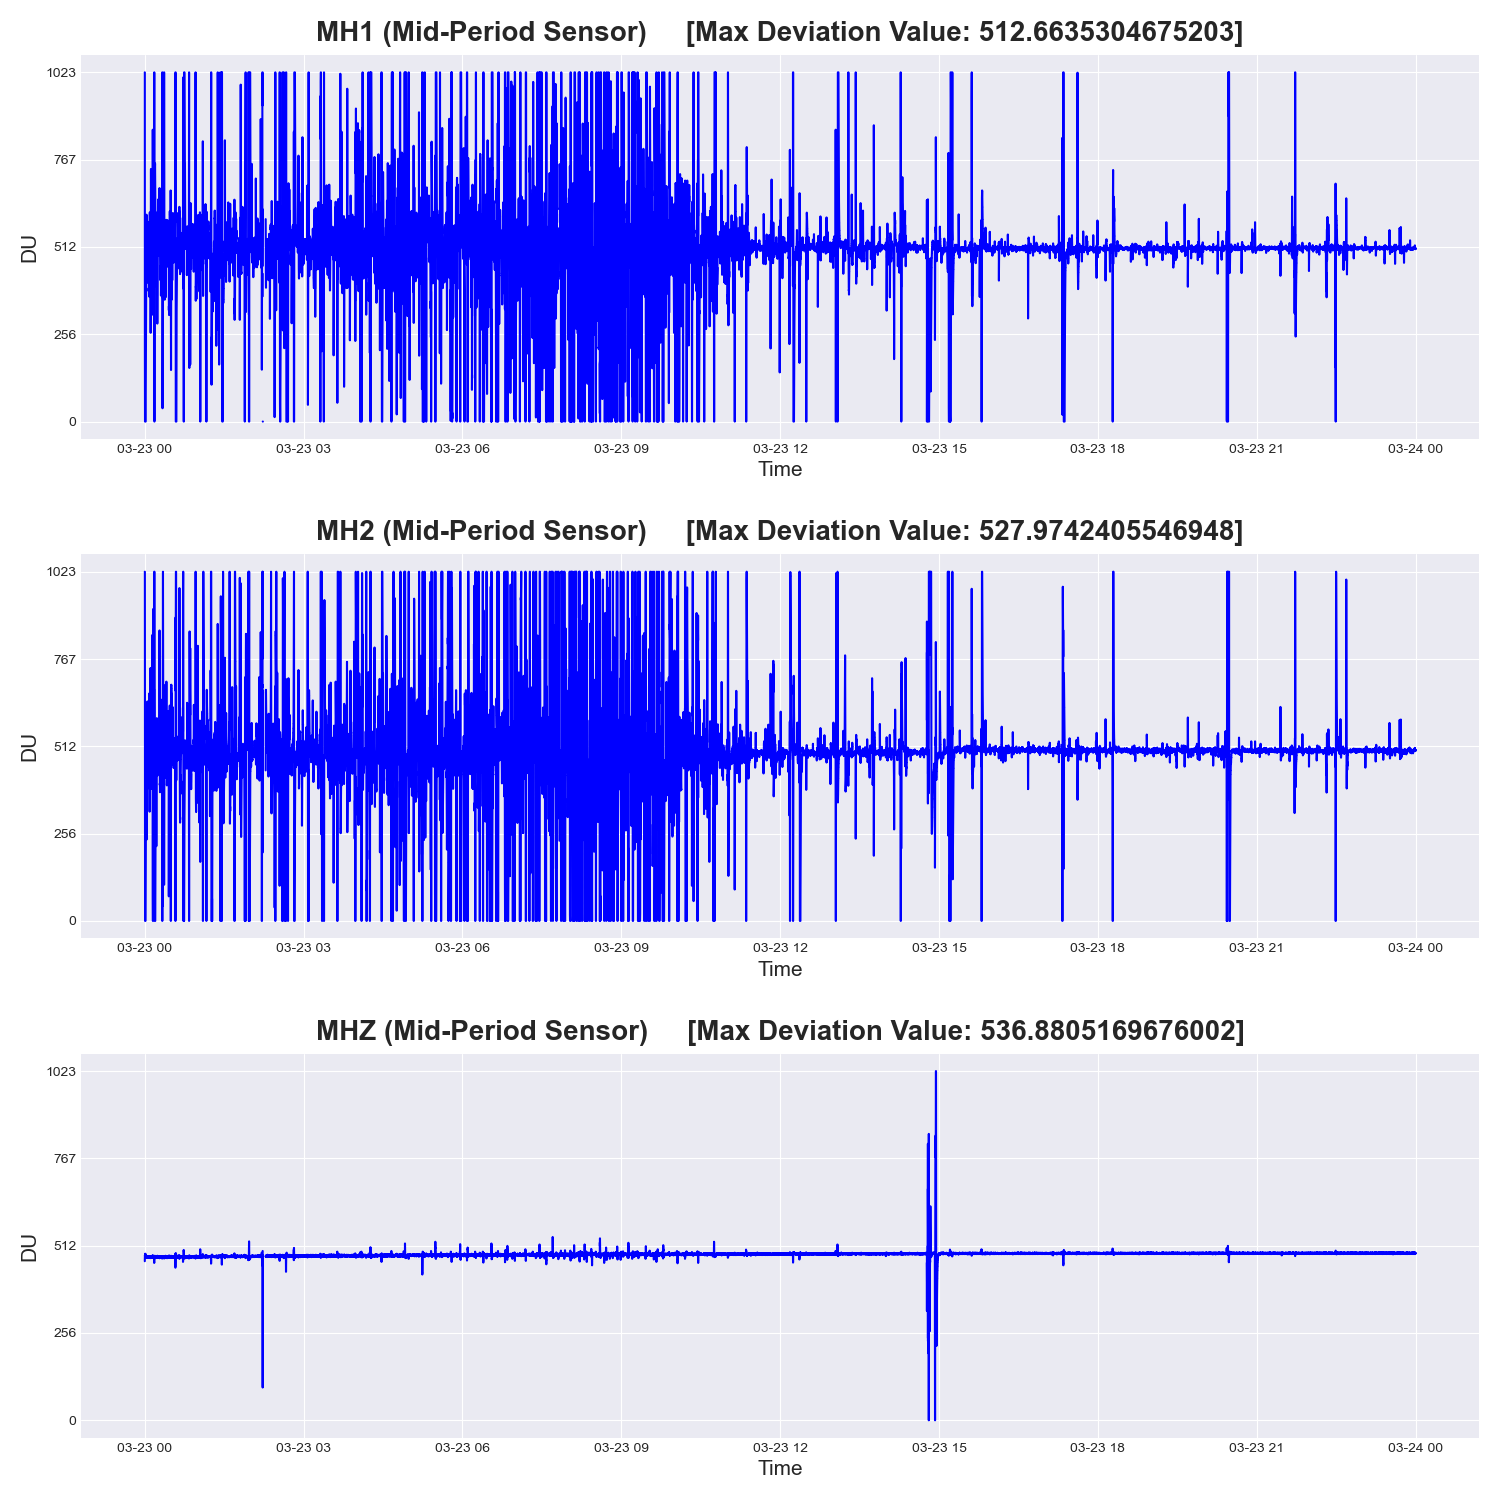 MH1 (Mid-Period Sensor) [Max Deviation Value: 512.6635304675203]
1023
767
512
256
0
DU
03-23 00 03-23 03 03-23 06 03-23 09 03-23 12 03-23 15 03-23 18 03-23 21 03-24 00
Time
MH2 (Mid-Period Sensor) [Max Deviation Value: 527.9742405546948]
1023
767
512
256
0
DU
03-23 00 03-23 03 03-23 06 03-23 09 03-23 12 03-23 15 03-23 18 03-23 21 03-24 00
Time
MHZ (Mid-Period Sensor) [Max Deviation Value: 536.8805169676002]
1023
767
512
256
0
DU
03-23 00 03-23 03 03-23 06 03-23 09 03-23 12 03-23 15 03-23 18 03-23 21 03-24 00
Time